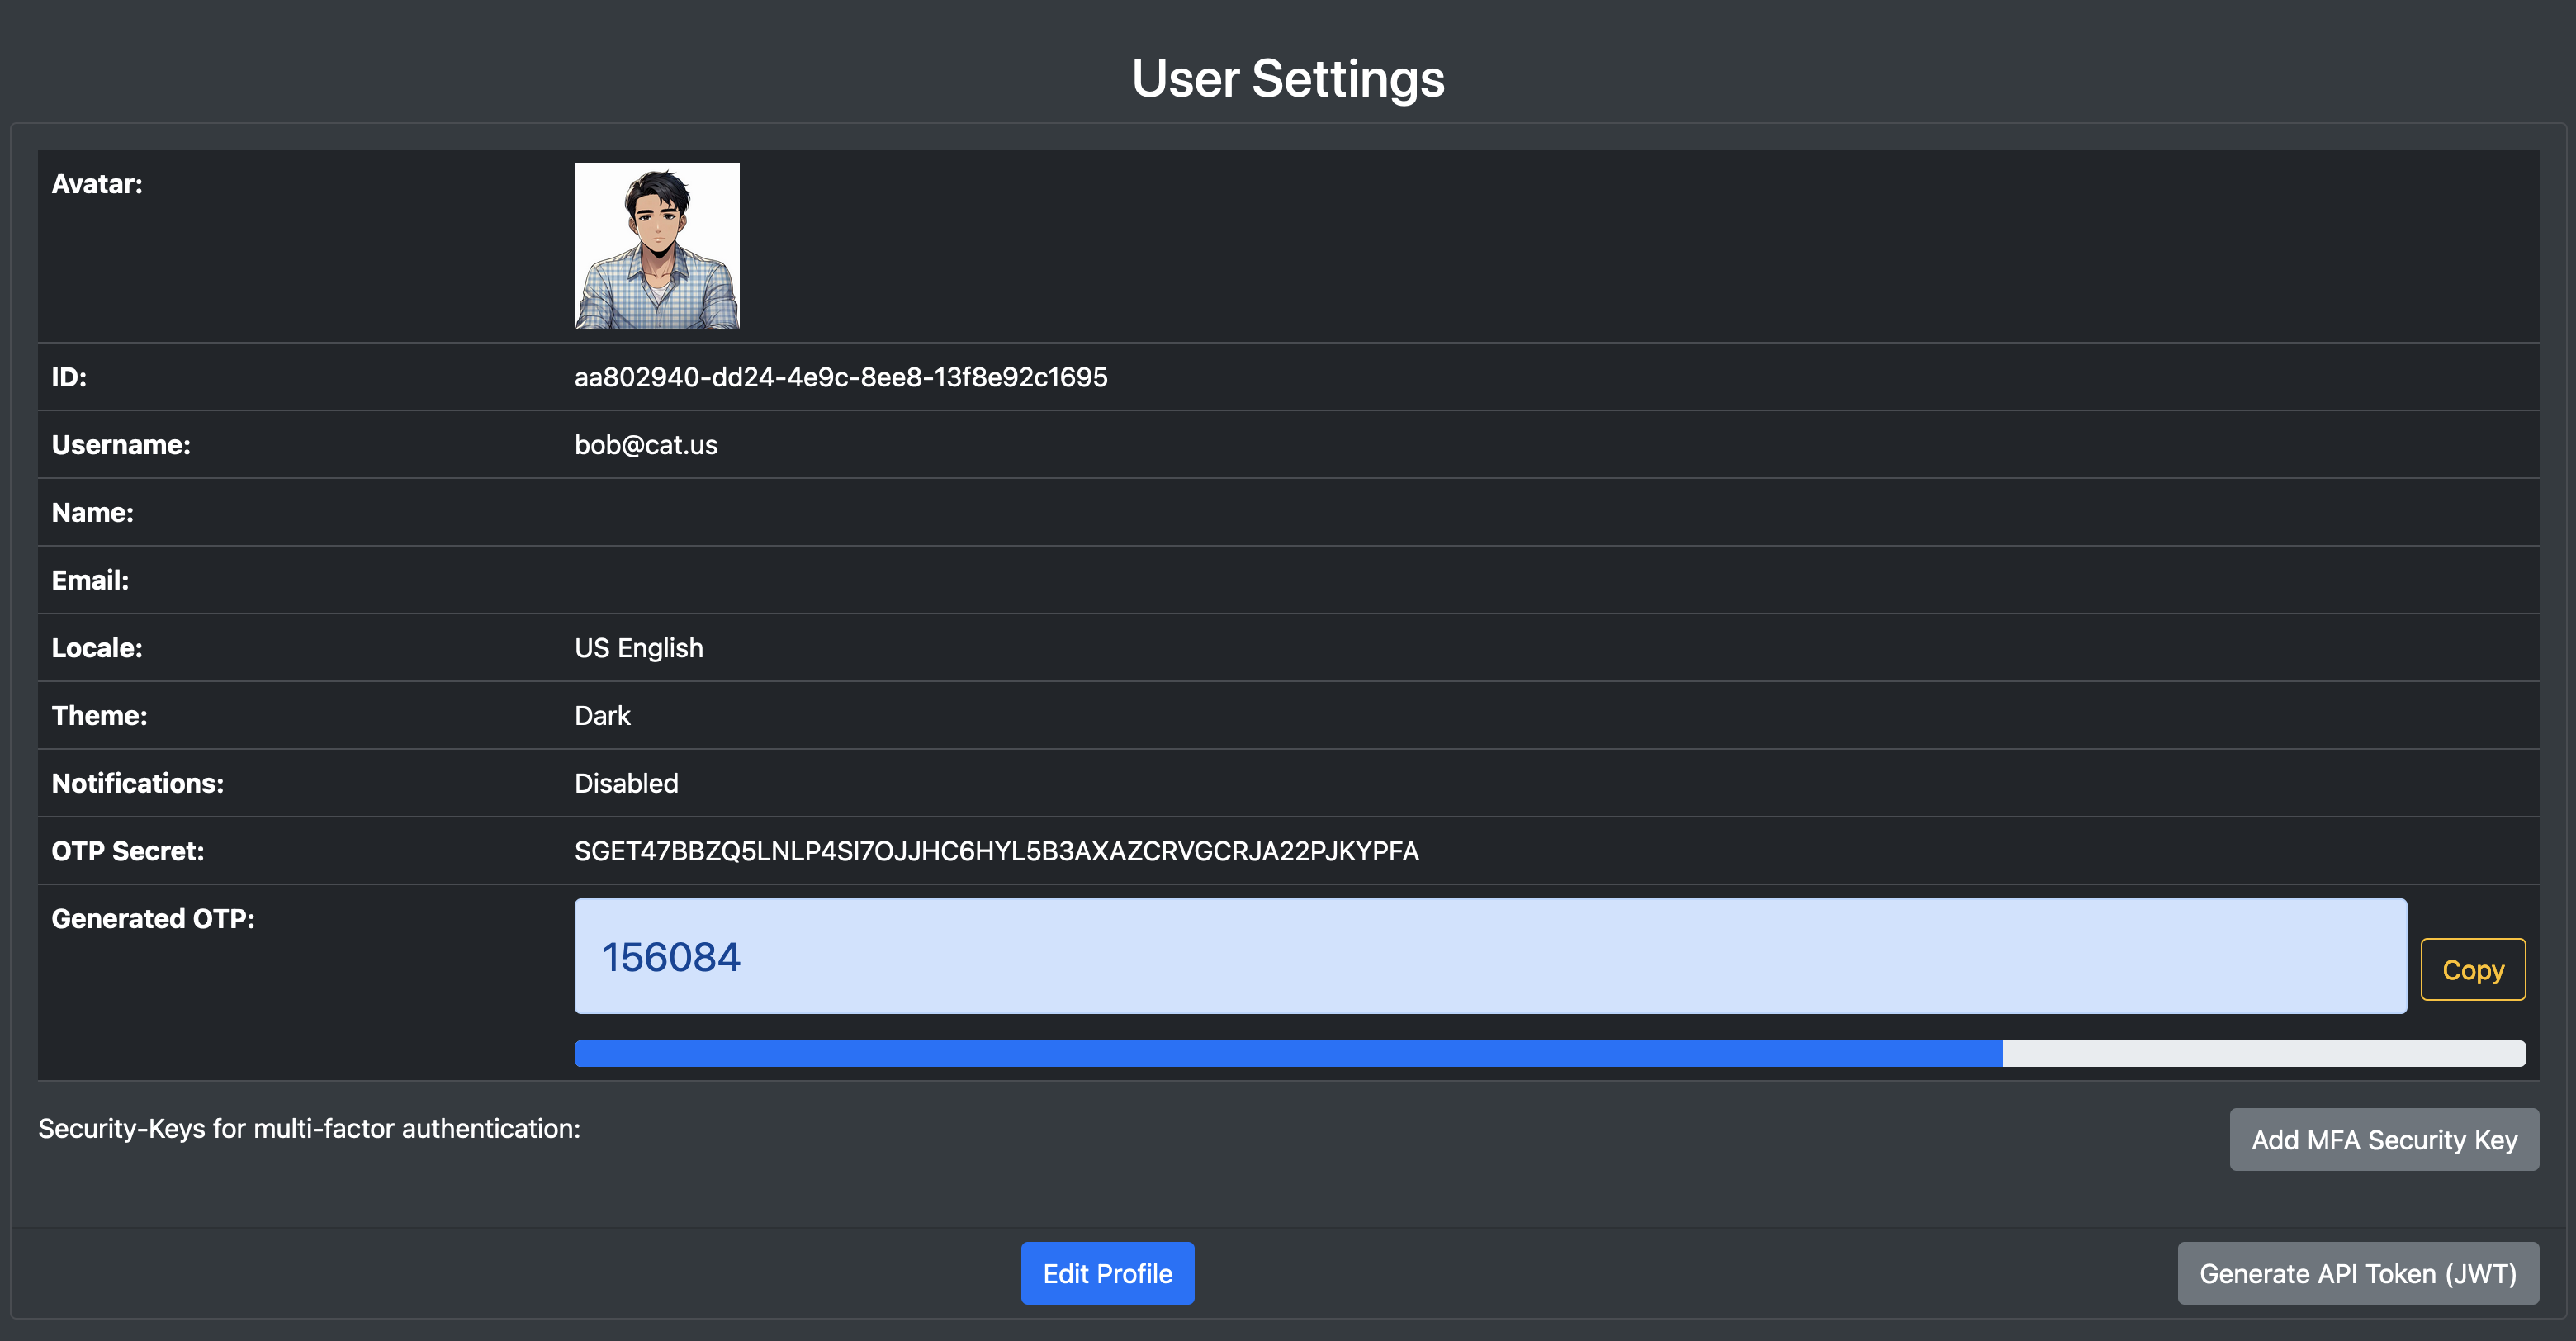 User Settings
Avatar:
ID: aa802940-dd24-4e9c-8ee8-13f8e92c1695
Username: bob@cat.us
Name:
Email:
Locale: US English
Theme: Dark
Notifications: Disabled
OTP Secret: SGET47BBZQ5LNLP4SI7OJJHC6HYL5B3AXAZCRVGCRJA22PJKYPFA
Generated OTP: 156084
Copy
Security-Keys for multi-factor authentication:
Add MFA Security Key
Edit Profile
Generate API Token (JWT)